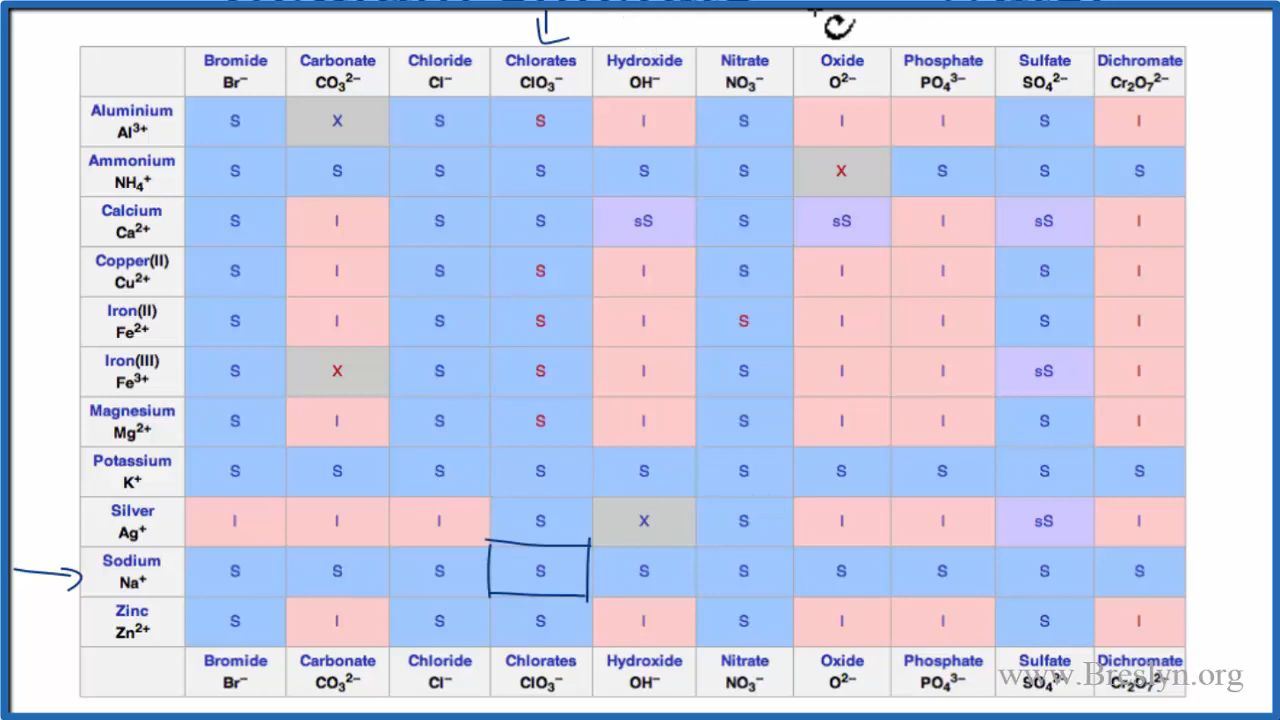 Bromide Carbonate Chloride Chlorates Hydroxide Nitrate Oxide Phosphate Sulfate Dichromate
Br⁻ CO₃²⁻ Cl⁻ ClO₃⁻ OH⁻ NO₃⁻ O²⁻ PO₄³⁻ SO₄²⁻ Cr₂O₇²⁻
Aluminium
Al³⁺ S X S S I S I I S I
Ammonium
NH₄⁺ S S S S S S X S S S
Calcium
Ca²⁺ S I S S sS S sS I sS I
Copper(II)
Cu²⁺ S I S S I S I I S I
Iron(II)
Fe²⁺ S I S S I S I I S I
Iron(III)
Fe³⁺ S X S S I S I I sS I
Magnesium
Mg²⁺ S I S S I S I I S I
Potassium
K⁺ S S S S S S S S S S
Silver
Ag⁺ I I I S X S I I sS I
Sodium
Na⁺ S S S S S S S S S S
Zinc
Zn²⁺ S I S S I S I I S I
Bromide Carbonate Chloride Chlorates Hydroxide Nitrate Oxide Phosphate Sulfate Dichromate
Br⁻ CO₃²⁻ Cl⁻ ClO₃⁻ OH⁻ NO₃⁻ O²⁻ PO₄³⁻ SO₄²⁻ Cr₂O₇²⁻
www.Breslyn.org